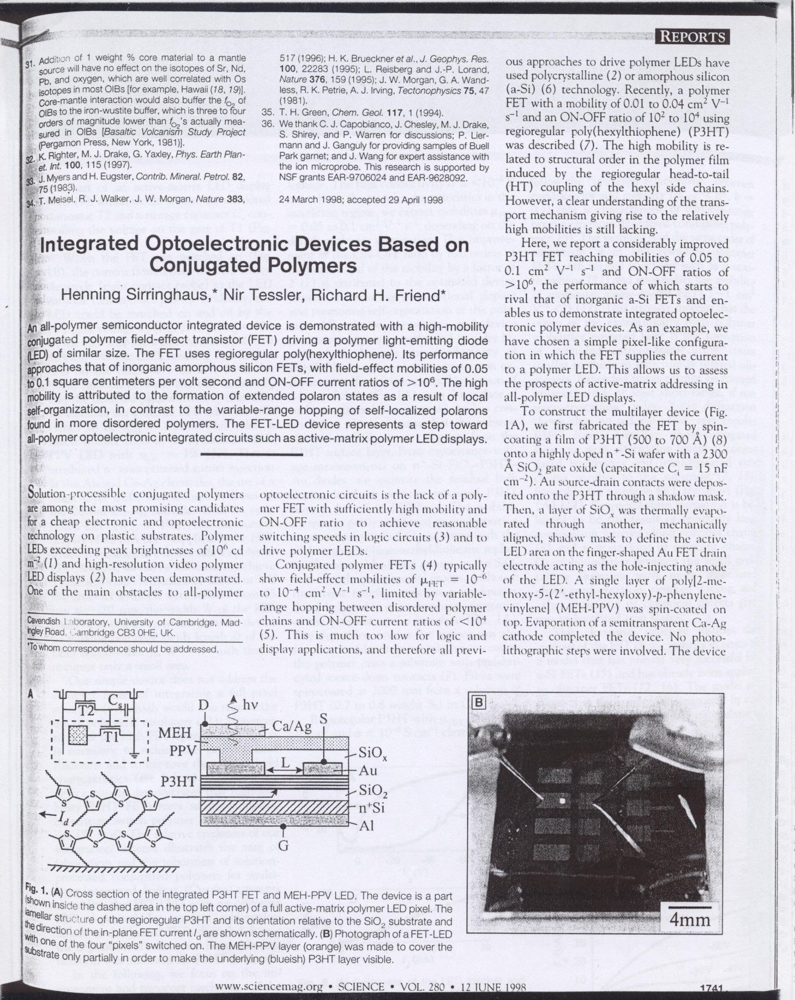 REPORTS
31. Addition of 1 weight % core material to a mantle
source will have no effect on the isotopes of Sr, Nd,
Pb, and oxygen, which are well correlated with Os
isotopes in most OIBs [for example, Hawaii (18, 19)].
Core-mantle interaction would also buffer the fO2 of
OIBs to the iron-wustite buffer, which is three to four
orders of magnitude lower than fO2's actually mea-
sured in OIBs [Basaltic Volcanism Study Project
(Pergamon Press, New York, 1981)].
32. K. Righter, M. J. Drake, G. Yaxley, Phys. Earth Plan-
et. Int. 100, 115 (1997).
33. J. Myers and H. Eugster, Contrib. Mineral. Petrol. 82,
75 (1983).
34. T. Meisel, R. J. Walker, J. W. Morgan, Nature 383,
517 (1996); H. K. Brueckner et al., J. Geophys. Res.
100, 22283 (1995); L. Reisberg and J.-P. Lorand,
Nature 376, 159 (1995); J. W. Morgan, G. A. Wand-
less, R. K. Petrie, A. J. Irving, Tectonophysics 75, 47
(1981).
35. T. H. Green, Chem. Geol. 117, 1 (1994).
36. We thank C. J. Capobianco, J. Chesley, M. J. Drake,
S. Shirey, and P. Warren for discussions; P. Lier-
mann and J. Ganguly for providing samples of Buell
Park garnet; and J. Wang for expert assistance with
the ion microprobe. This research is supported by
NSF grants EAR-9706024 and EAR-9628092.
24 March 1998; accepted 29 April 1998
Integrated Optoelectronic Devices Based on
Conjugated Polymers
Henning Sirringhaus,* Nir Tessler, Richard H. Friend*
An all-polymer semiconductor integrated device is demonstrated with a high-mobility
conjugated polymer field-effect transistor (FET) driving a polymer light-emitting diode
(LED) of similar size. The FET uses regioregular poly(hexylthiophene). Its performance
approaches that of inorganic amorphous silicon FETs, with field-effect mobilities of 0.05
to 0.1 square centimeters per volt second and ON-OFF current ratios of >10⁶. The high
mobility is attributed to the formation of extended polaron states as a result of local
self-organization, in contrast to the variable-range hopping of self-localized polarons
found in more disordered polymers. The FET-LED device represents a step toward
all-polymer optoelectronic integrated circuits such as active-matrix polymer LED displays.
Solution-processible conjugated polymers
are among the most promising candidates
for a cheap electronic and optoelectronic
technology on plastic substrates. Polymer
LEDs exceeding peak brightnesses of 10⁶ cd
m⁻² (1) and high-resolution video polymer
LED displays (2) have been demonstrated.
One of the main obstacles to all-polymer
Cavendish Laboratory, University of Cambridge, Mad-
ingley Road, Cambridge CB3 0HE, UK.
*To whom correspondence should be addressed.
optoelectronic circuits is the lack of a poly-
mer FET with sufficiently high mobility and
ON-OFF ratio to achieve reasonable
switching speeds in logic circuits (3) and to
drive polymer LEDs.
Conjugated polymer FETs (4) typically
show field-effect mobilities of μFET = 10⁻⁶
to 10⁻⁴ cm² V⁻¹ s⁻¹ limited by variable-
range hopping between disordered polymer
chains and ON-OFF current ratios of <10⁴
(5). This is much too low for logic and
display applications, and therefore all previ-
ous approaches to drive polymer LEDs have
used polycrystalline (2) or amorphous silicon
(a-Si) (6) technology. Recently, a polymer
FET with a mobility of 0.01 to 0.04 cm² V⁻¹
s⁻¹ and an ON-OFF ratio of 10² to 10⁴ using
regioregular poly(hexylthiophene) (P3HT)
was described (7). The high mobility is re-
lated to structural order in the polymer film
induced by the regioregular head-to-tail
(HT) coupling of the hexyl side chains.
However, a clear understanding of the trans-
port mechanism giving rise to the relatively
high mobilities is still lacking.
Here, we report a considerably improved
P3HT FET reaching mobilities of 0.05 to
0.1 cm² V⁻¹ s⁻¹ and ON-OFF ratios of
>10⁶, the performance of which starts to
rival that of inorganic a-Si FETs and en-
ables us to demonstrate integrated optoelec-
tronic polymer devices. As an example, we
have chosen a simple pixel-like configura-
tion in which the FET supplies the current
to a polymer LED. This allows us to assess
the prospects of active-matrix addressing in
all-polymer LED displays.
To construct the multilayer device (Fig.
1A), we first fabricated the FET by spin-
coating a film of P3HT (500 to 700 Å) (8)
onto a highly doped n⁺-Si wafer with a 2300
Å SiO₂ gate oxide (capacitance Cᵢ = 15 nF
cm⁻²). Au source-drain contacts were depos-
ited onto the P3HT through a shadow mask.
Then, a layer of SiOₓ was thermally evapo-
rated through another, mechanically
aligned, shadow mask to define the active
LED area on the finger-shaped Au FET drain
electrode acting as the hole-injecting anode
of the LED. A single layer of poly[2-me-
thoxy-5-(2'-ethyl-hexyloxy)-p-phenylene-
vinylene] (MEH-PPV) was spin-coated on
top. Evaporation of a semitransparent Ca-Ag
cathode completed the device. No photo-
lithographic steps were involved. The device
A
T2
Cs
T1
D
hν
S
MEH
PPV
Ca/Ag
SiOₓ
L
Au
P3HT
SiO₂
n⁺Si
Al
G
S S S S
Id
S S S S
B
4mm
Fig. 1. (A) Cross section of the integrated P3HT FET and MEH-PPV LED. The device is a part
(shown inside the dashed area in the top left corner) of a full active-matrix polymer LED pixel. The
lamellar structure of the regioregular P3HT and its orientation relative to the SiO₂ substrate and
the direction of the in-plane FET current Id are shown schematically. (B) Photograph of a FET-LED
with one of the four "pixels" switched on. The MEH-PPV layer (orange) was made to cover the
substrate only partially in order to make the underlying (blueish) P3HT layer visible.
www.sciencemag.org • SCIENCE • VOL. 280 • 12 JUNE 1998
1741